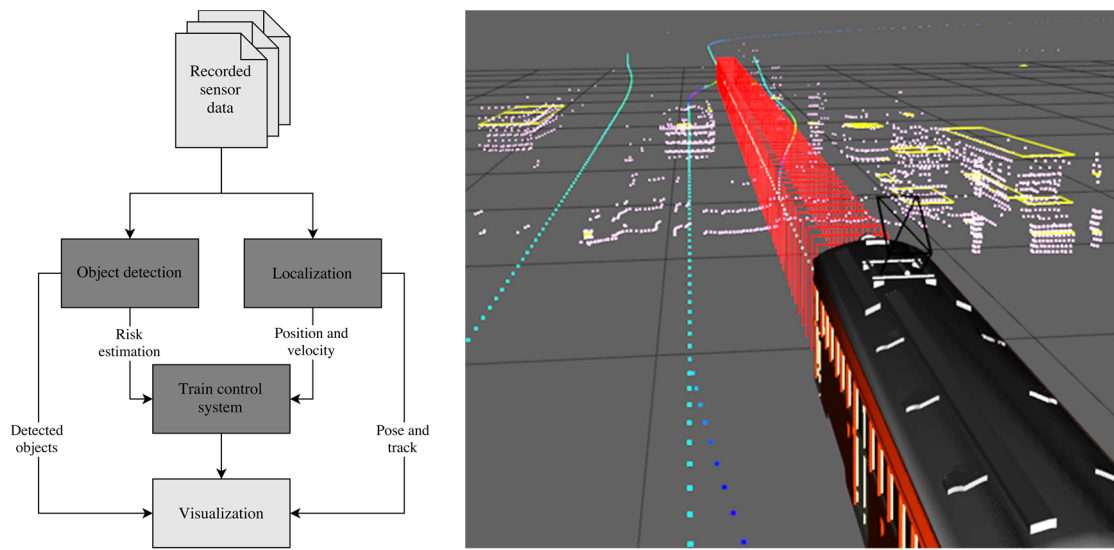 Recorded
sensor
data
Object detection
Localization
Risk
estimation
Position and
velocity
Train control
system
Detected
objects
Pose and
track
Visualization